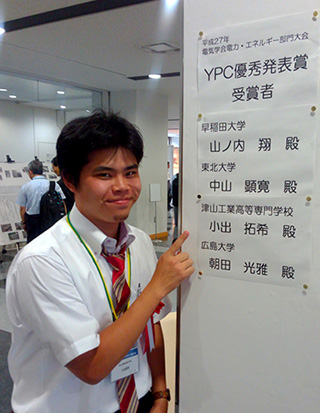 平成27年
電気学会電力・エネルギー部門大会
YPC優秀発表賞
受賞者
早稲田大学
山ノ内 翔 殿
東北大学
中山 顕寛 殿
津山工業高等専門学校
小出 拓希 殿
広島大学
朝田 光雅 殿